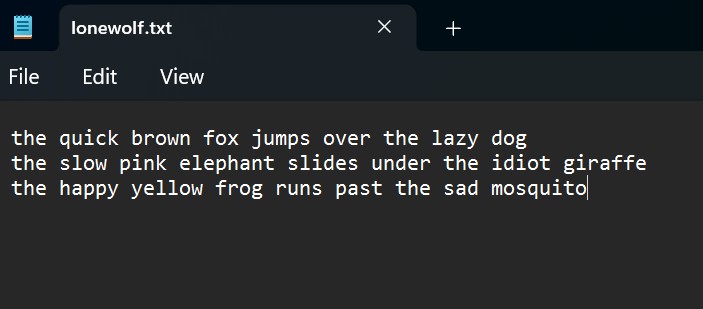 lonewolf.txt
File Edit View
the quick brown fox jumps over the lazy dog
the slow pink elephant slides under the idiot giraffe
the happy yellow frog runs past the sad mosquito